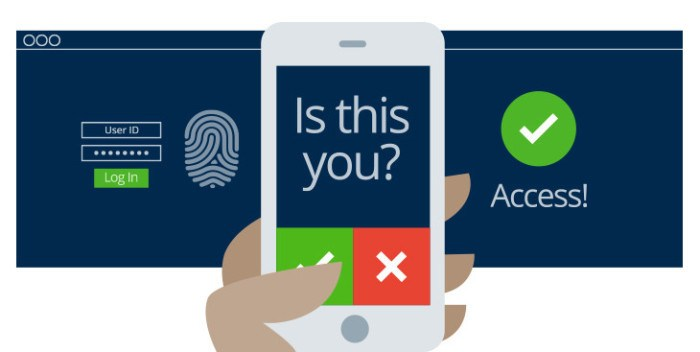 User ID
Log In
Is this
you?
Access!